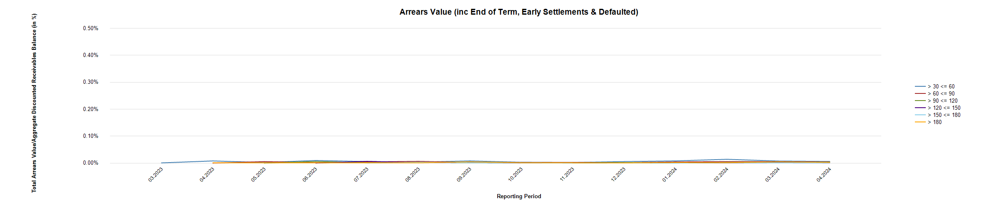 Arrears Value (inc End of Term, Early Settlements & Defaulted)
Total Arrears Value/Aggregate Discounted Receivables Balance (in %)
0.50%
0.40%
0.30%
0.20%
0.10%
0.00%
03.2023
04.2023
05.2023
06.2023
07.2023
08.2023
09.2023
10.2023
11.2023
12.2023
01.2024
02.2024
03.2024
04.2024
Reporting Period
> 30 <= 60
> 60 <= 90
> 90 <= 120
> 120 <= 150
> 150 <= 180
> 180